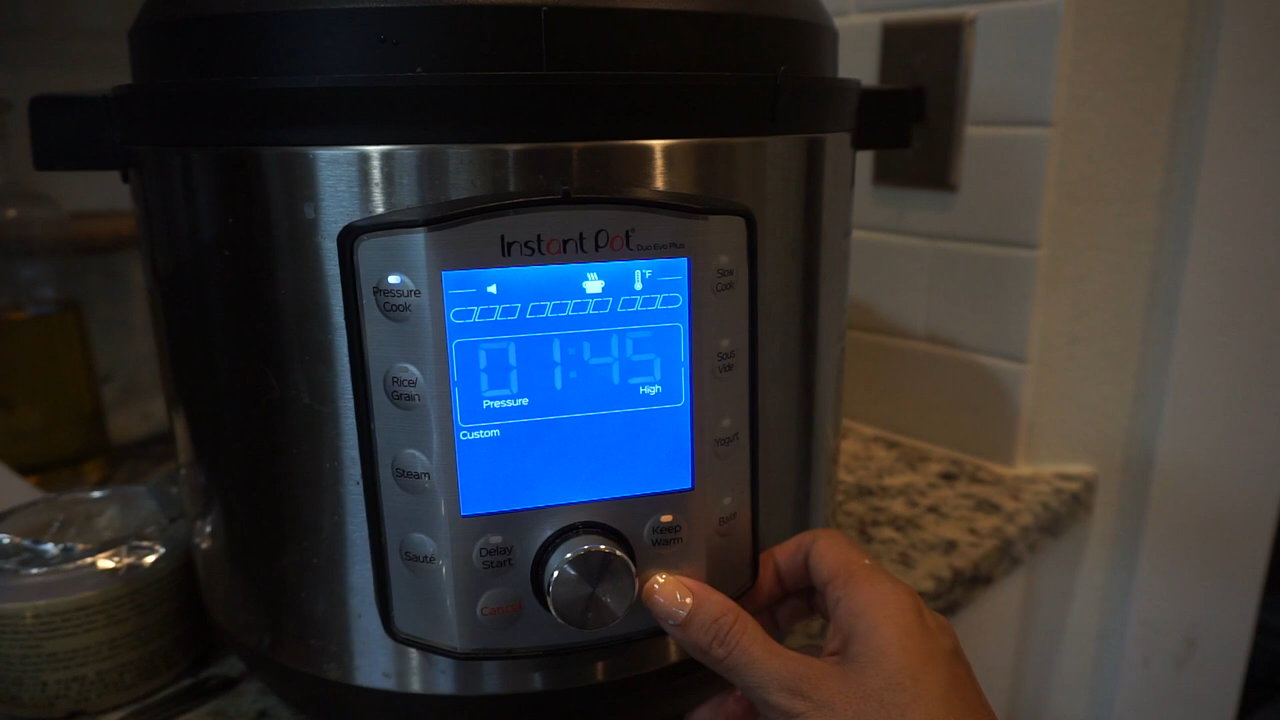 Instant Pot
Duo Evo Plus
Pressure
Cook
Rice/
Grain
Steam
Sauté
Delay
Start
Cancel
°F
01:45
Pressure
High
Custom
Keep
Warm
Slow
Cook
Sous
Vide
Yogurt
Bake